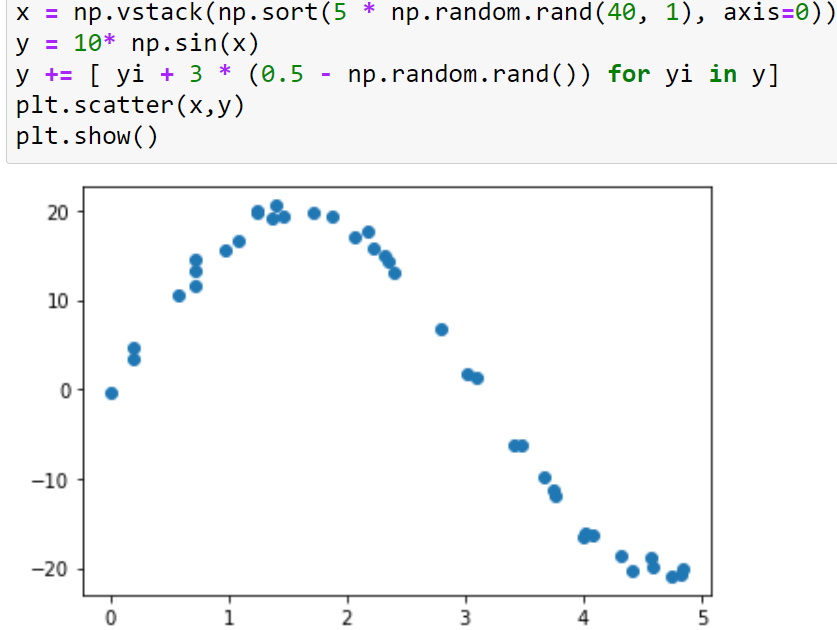 x = np.vstack(np.sort(5 * np.random.rand(40, 1), axis=0))
y = 10* np.sin(x)
y += [ yi + 3 * (0.5 - np.random.rand()) for yi in y]
plt.scatter(x,y)
plt.show()
20
10
0
−10
−20
0 1 2 3 4 5